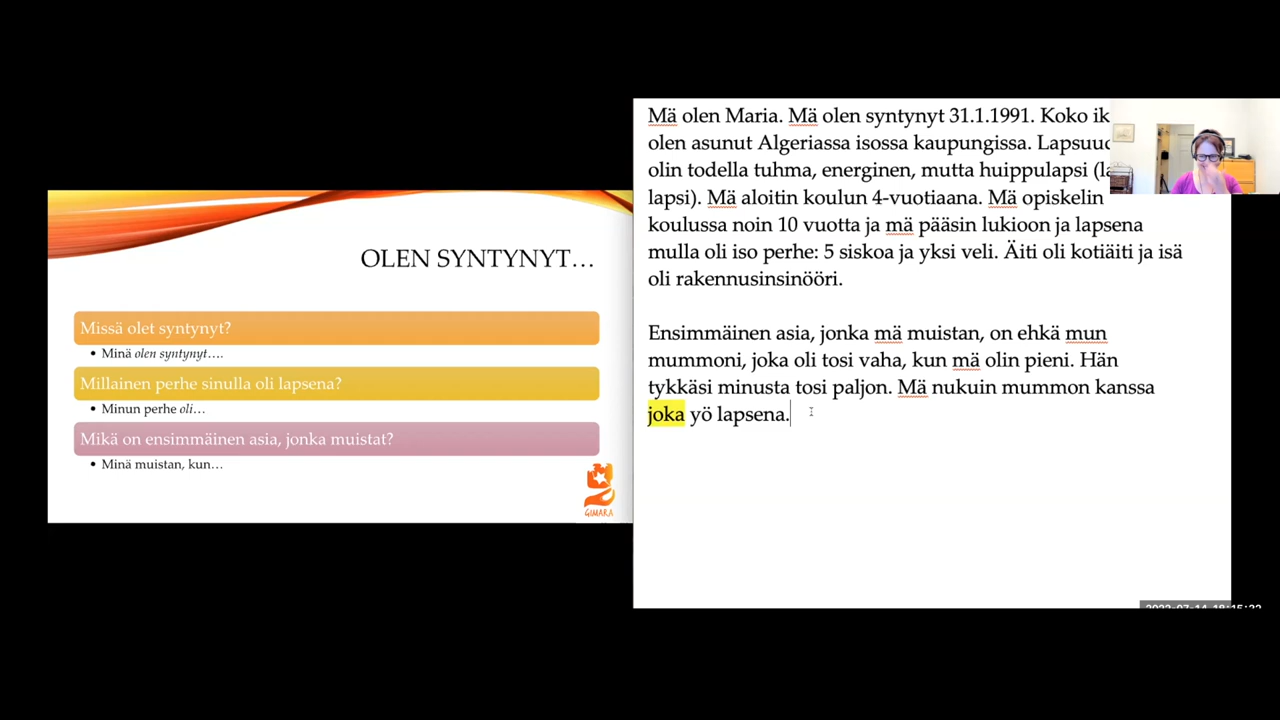 OLEN SYNTYNYT…
Missä olet syntynyt?
• Minä olen syntynyt….
Millainen perhe sinulla oli lapsena?
• Minun perhe oli…
Mikä on ensimmäinen asia, jonka muistat?
• Minä muistan, kun…
GIMARA
Mä olen Maria. Mä olen syntynyt 31.1.1991. Koko
olen asunut Algeriassa isossa kaupungissa.
olin todella tuhma, energinen, mutta huippulapsi
lapsi). Mä aloitin koulun 4-vuotiaana. Mä opiskelin
koulussa noin 10 vuotta ja mä pääsin lukioon ja lapsena
mulla oli iso perhe: 5 siskoa ja yksi veli. Äiti oli kotiäiti ja isä
oli rakennusinsinööri.
Ensimmäinen asia, jonka mä muistan, on ehkä mun
mummoni, joka oli tosi vaha, kun mä olin pieni. Hän
tykkäsi minusta tosi paljon. Mä nukuin mummon kanssa
joka yö lapsena.